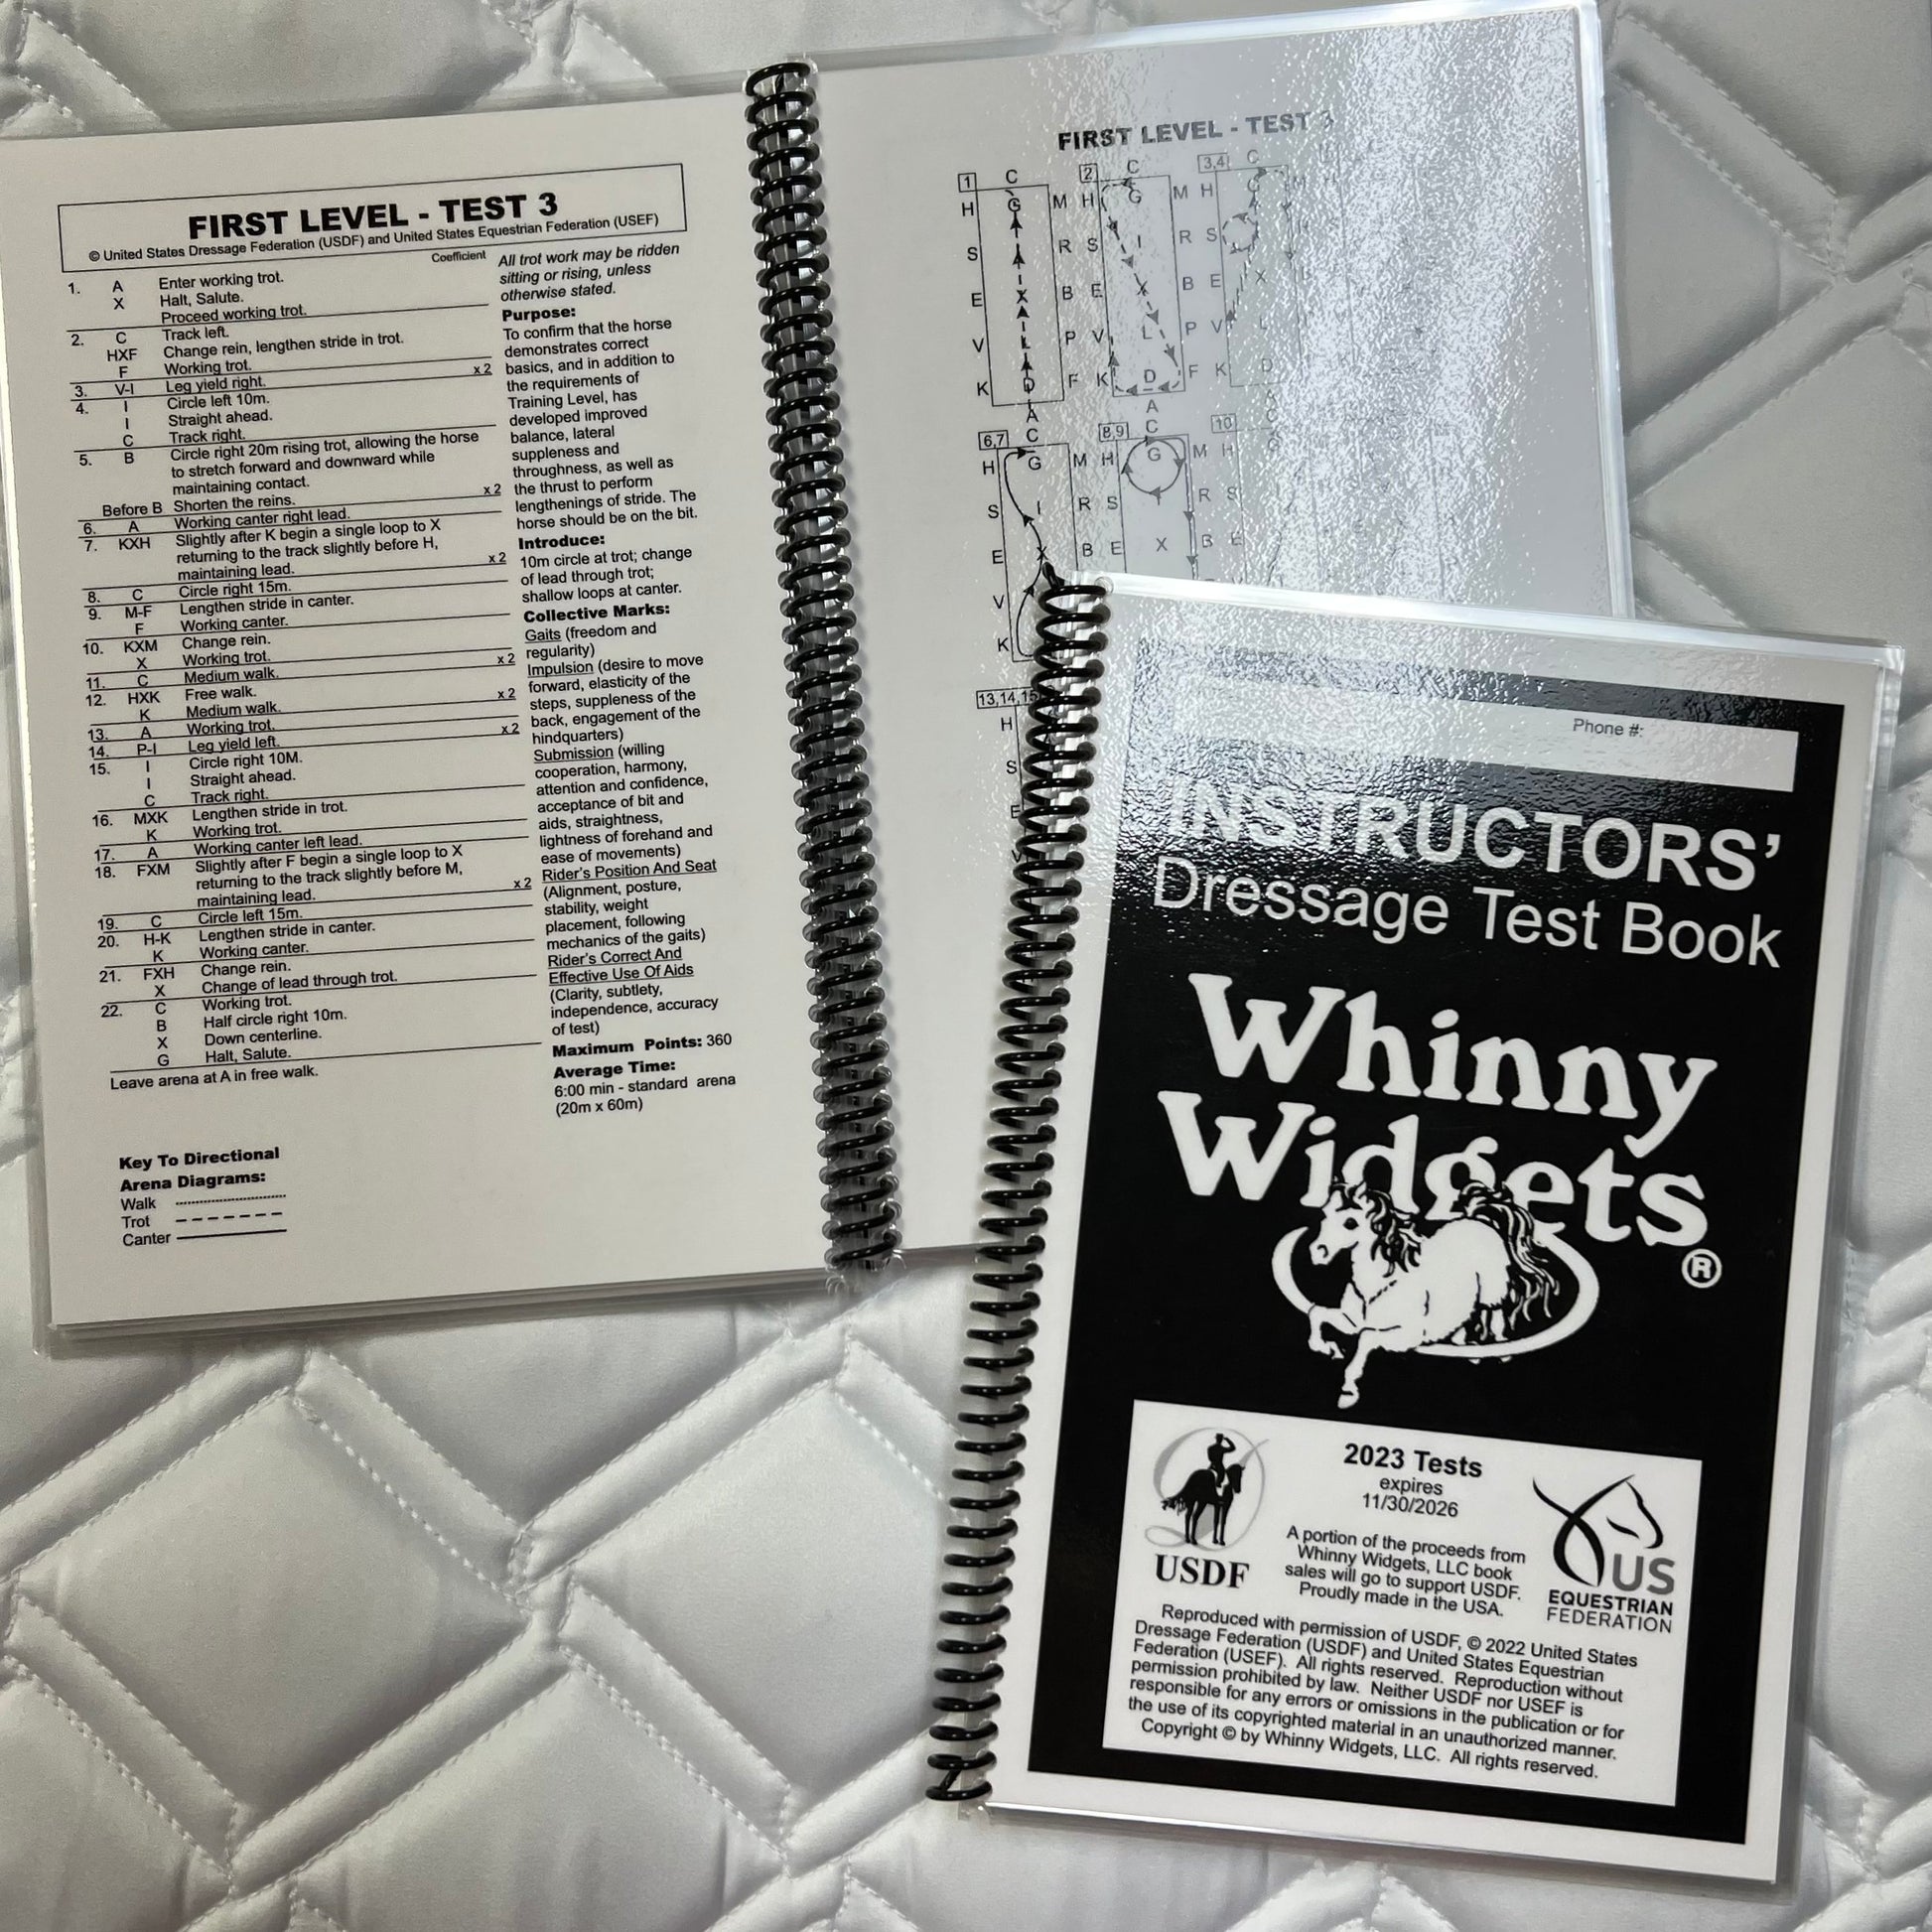 FIRST LEVEL - TEST 3
© United States Dressage Federation (USDF) and United States Equestrian Federation (USEF)
Coefficient
1. A Enter working trot.
X Halt, Salute.
Proceed working trot.
2. C Track left.
HXF Change rein, lengthen stride in trot.
F Working trot. x2
3. V-I Leg yield right.
4. I Circle left 10m.
I Straight ahead.
C Track right.
5. B Circle right 20m rising trot, allowing the horse
to stretch forward and downward while
maintaining contact.
Before B Shorten the reins. x2
6. A Working canter right lead.
7. KXH Slightly after K begin a single loop to X
returning to the track slightly before H,
maintaining lead. x2
8. C Circle right 15m.
9. M-F Lengthen stride in canter.
F Working canter.
10. KXM Change rein.
X Working trot. x2
11. C Medium walk.
12. HXK Free walk. x2
K Medium walk.
13. A Working trot. x2
14. P-I Leg yield left.
15. I Circle right 10M.
I Straight ahead.
C Track right.
16. MXK Lengthen stride in trot.
K Working trot.
17. A Working canter left lead.
18. FXM Slightly after F begin a single loop to X
returning to the track slightly before M,
maintaining lead. x2
19. C Circle left 15m.
20. H-K Lengthen stride in canter.
K Working canter.
21. FXH Change rein.
X Change of lead through trot.
22. C Working trot.
B Half circle right 10m.
X Down centerline.
G Halt, Salute.
Leave arena at A in free walk.
All trot work may be ridden
sitting or rising, unless
otherwise stated.
Purpose:
To confirm that the horse
demonstrates correct
basics, and in addition to
the requirements of
Training Level, has
developed improved
balance, lateral
suppleness and
throughness, as well as
the thrust to perform
lengthenings of stride. The
horse should be on the bit.
Introduce:
10m circle at trot; change
of lead through trot;
shallow loops at canter.
Collective Marks:
Gaits (freedom and
regularity)
Impulsion (desire to move
forward, elasticity of the
steps, suppleness of the
back, engagement of the
hindquarters)
Submission (willing
cooperation, harmony,
attention and confidence,
acceptance of bit and
aids, straightness,
lightness of forehand and
ease of movements)
Rider's Position And Seat
(Alignment, posture,
stability, weight
placement, following
mechanics of the gaits)
Rider's Correct And
Effective Use Of Aids
(Clarity, subtlety,
independence, accuracy
of test)
Maximum Points: 360
Average Time:
6:00 min - standard arena
(20m x 60m)
Key To Directional
Arena Diagrams:
Walk
Trot
Canter
FIRST LEVEL - TEST 3
1 C 2 C 3,4 C
H G M H G M H
S I R S I R S
E X B E X B E X
V L P V L P V L
K D F K D F K D
A A
6,7 C 8,9 C 10
H G M H G M H
S I R S R S
E X B E X B E
V
K
13,14,15
H
S
E
V
Phone #:
INSTRUCTORS'
Dressage Test Book
Whinny
Widgets®
USDF
2023 Tests
expires
11/30/2026
A portion of the proceeds from
Whinny Widgets, LLC book
sales will go to support USDF.
Proudly made in the USA.
US
EQUESTRIAN
FEDERATION
Reproduced with permission of USDF, © 2022 United States
Dressage Federation (USDF) and United States Equestrian
Federation (USEF). All rights reserved. Reproduction without
permission prohibited by law. Neither USDF nor USEF is
responsible for any errors or omissions in the publication or for
the use of its copyrighted material in an unauthorized manner.
Copyright © by Whinny Widgets, LLC. All rights reserved.